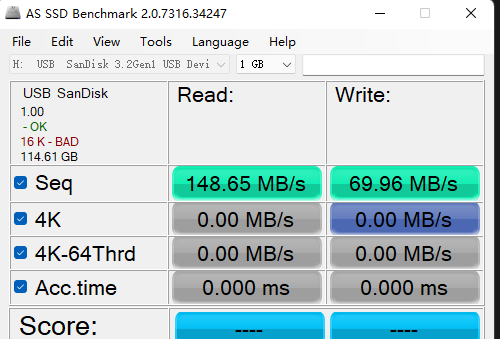 AS SSD Benchmark 2.0.7316.34247
File Edit View Tools Language Help
H: USB SanDisk 3.2Gen1 USB Devi 1 GB
USB SanDisk
1.00
- OK
16 K - BAD
114.61 GB
Read: Write:
Seq 148.65 MB/s 69.96 MB/s
4K 0.00 MB/s 0.00 MB/s
4K-64Thrd 0.00 MB/s 0.00 MB/s
Acc.time 0.000 ms 0.000 ms
Score: ---- ----